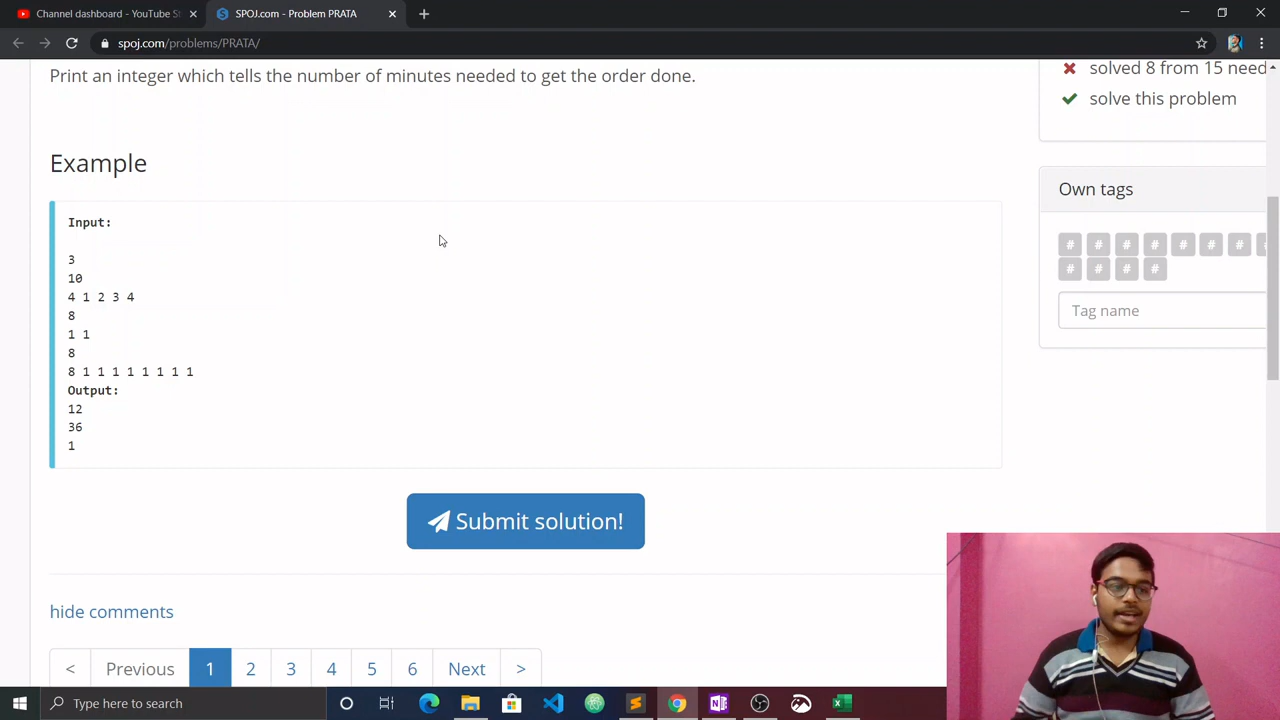 Channel dashboard - YouTube S
SPOJ.com - Problem PRATA
spoj.com/problems/PRATA/
Print an integer which tells the number of minutes needed to get the order done.
solved 8 from 15 need
solve this problem
Example
Own tags
Input:
3
10
4 1 2 3 4
8
1 1
8
8 1 1 1 1 1 1 1 1
Output:
12
36
1
# # # # # # #
# # # #
Tag name
Submit solution!
hide comments
< Previous 1 2 3 4 5 6 Next >
Type here to search